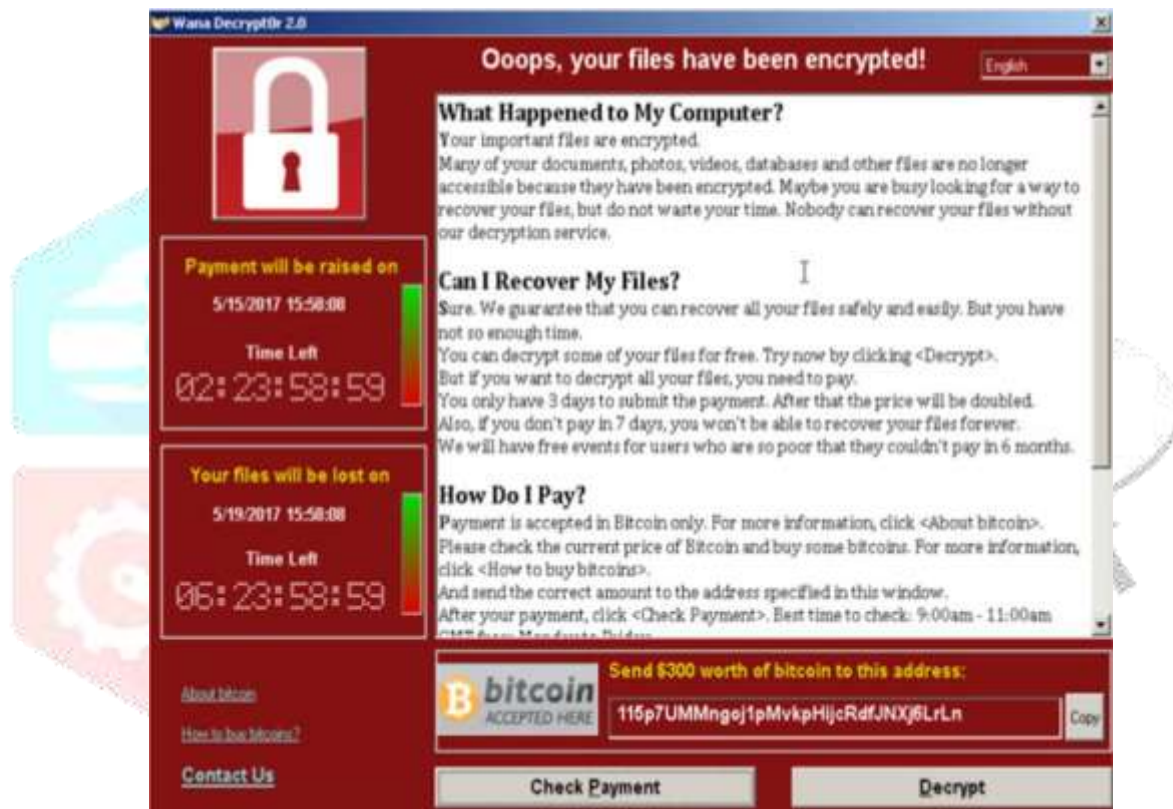 Wana Decrypt0r 2.0
Ooops, your files have been encrypted!
English
What Happened to My Computer?
Your important files are encrypted.
Many of your documents, photos, videos, databases and other files are no longer
accessible because they have been encrypted. Maybe you are busy looking for a way to
recover your files, but do not waste your time. Nobody can recover your files without
our decryption service.
Can I Recover My Files?
Sure. We guarantee that you can recover all your files safely and easily. But you have
not so enough time.
You can decrypt some of your files for free. Try now by clicking <Decrypt>.
But if you want to decrypt all your files, you need to pay.
You only have 3 days to submit the payment. After that the price will be doubled.
Also, if you don't pay in 7 days, you won't be able to recover your files forever.
We will have free events for users who are so poor that they couldn't pay in 6 months.
How Do I Pay?
Payment is accepted in Bitcoin only. For more information, click <About bitcoin>.
Please check the current price of Bitcoin and buy some bitcoins. For more information,
click <How to buy bitcoins>.
And send the correct amount to the address specified in this window.
After your payment, click <Check Payment>. Best time to check: 9:00am - 11:00am
GMT from Monday to Friday.
Payment will be raised on
5/15/2017 15:58:08
Time Left
02:23:58:59
Your files will be lost on
5/19/2017 15:58:08
Time Left
06:23:58:59
About bitcoin
How to buy bitcoins?
Contact Us
bitcoin
ACCEPTED HERE
Send $300 worth of bitcoin to this address:
115p7UMMngoj1pMvkpHijcRdfJNXj6LrLn
Copy
Check Payment
Decrypt